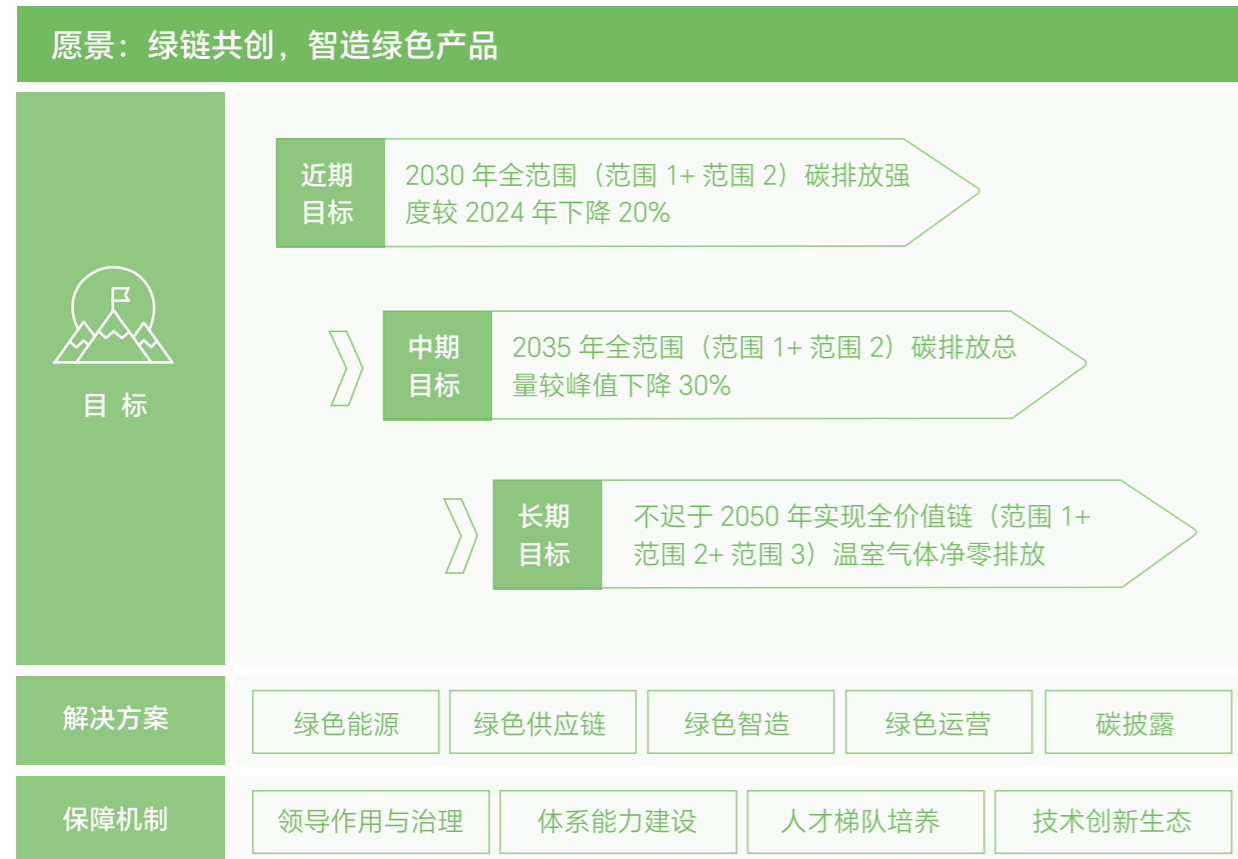 愿景：绿链共创，智造绿色产品
目 标
近期
目标
2030 年全范围（范围 1+ 范围 2）碳排放强
度较 2024 年下降 20%
中期
目标
2035 年全范围（范围 1+ 范围 2）碳排放总
量较峰值下降 30%
长期
目标
不迟于 2050 年实现全价值链（范围 1+
范围 2+ 范围 3）温室气体净零排放
解决方案
绿色能源
绿色供应链
绿色智造
绿色运营
碳披露
保障机制
领导作用与治理
体系能力建设
人才梯队培养
技术创新生态